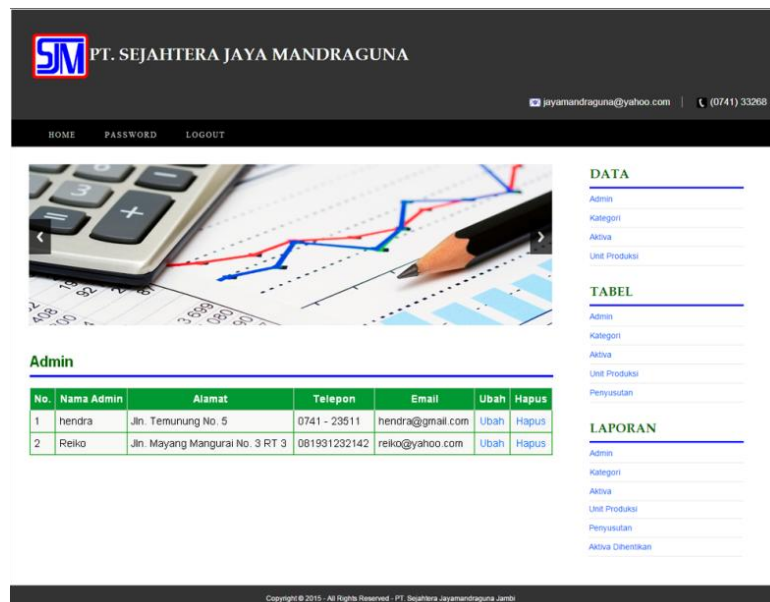 SJM PT. SEJAHTERA JAYA MANDRAGUNA
jayamandraguna@yahoo.com | (0741) 33268
HOME PASSWORD LOGOUT
Admin
No. Nama Admin Alamat Telepon Email Ubah Hapus
1 hendra Jln. Temunung No. 5 0741 - 23511 hendra@gmail.com Ubah Hapus
2 Reiko Jln. Mayang Mangurai No. 3 RT 3 081931232142 reiko@yahoo.com Ubah Hapus
DATA
Admin
Kategori
Aktiva
Unit Produksi
TABEL
Admin
Kategori
Aktiva
Unit Produksi
Penyusutan
LAPORAN
Admin
Kategori
Aktiva
Unit Produksi
Penyusutan
Aktiva Dihentikan
Copyright © 2015 - All Rights Reserved - PT. Sejahtera Jayamandraguna Jambi